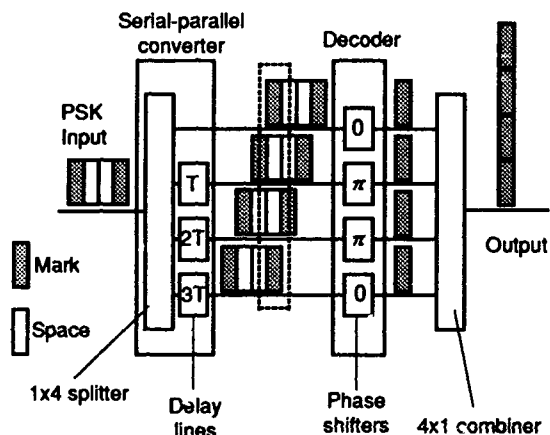 Serial-parallel
converter
Decoder
PSK
Input
0
T
π
2T
π
3T
0
Output
Mark
Space
1x4 splitter
Delay
lines
Phase
shifters
4x1 combiner